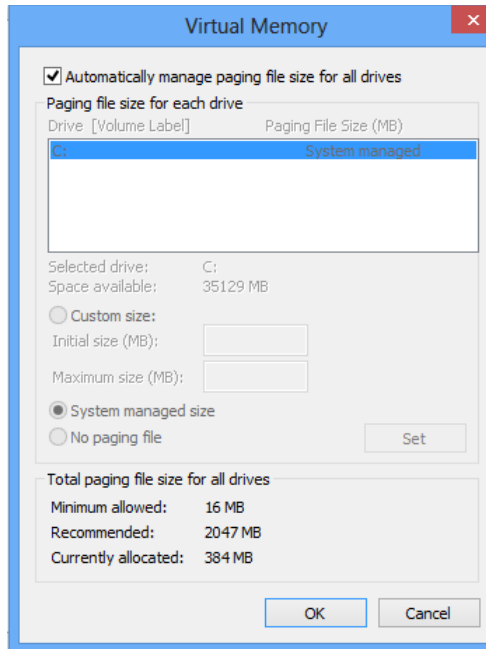 Virtual Memory
Automatically manage paging file size for all drives
Paging file size for each drive
Drive [Volume Label] Paging File Size (MB)
C: System managed
Selected drive: C:
Space available: 35129 MB
Custom size:
Initial size (MB):
Maximum size (MB):
System managed size
No paging file Set
Total paging file size for all drives
Minimum allowed: 16 MB
Recommended: 2047 MB
Currently allocated: 384 MB
OK Cancel